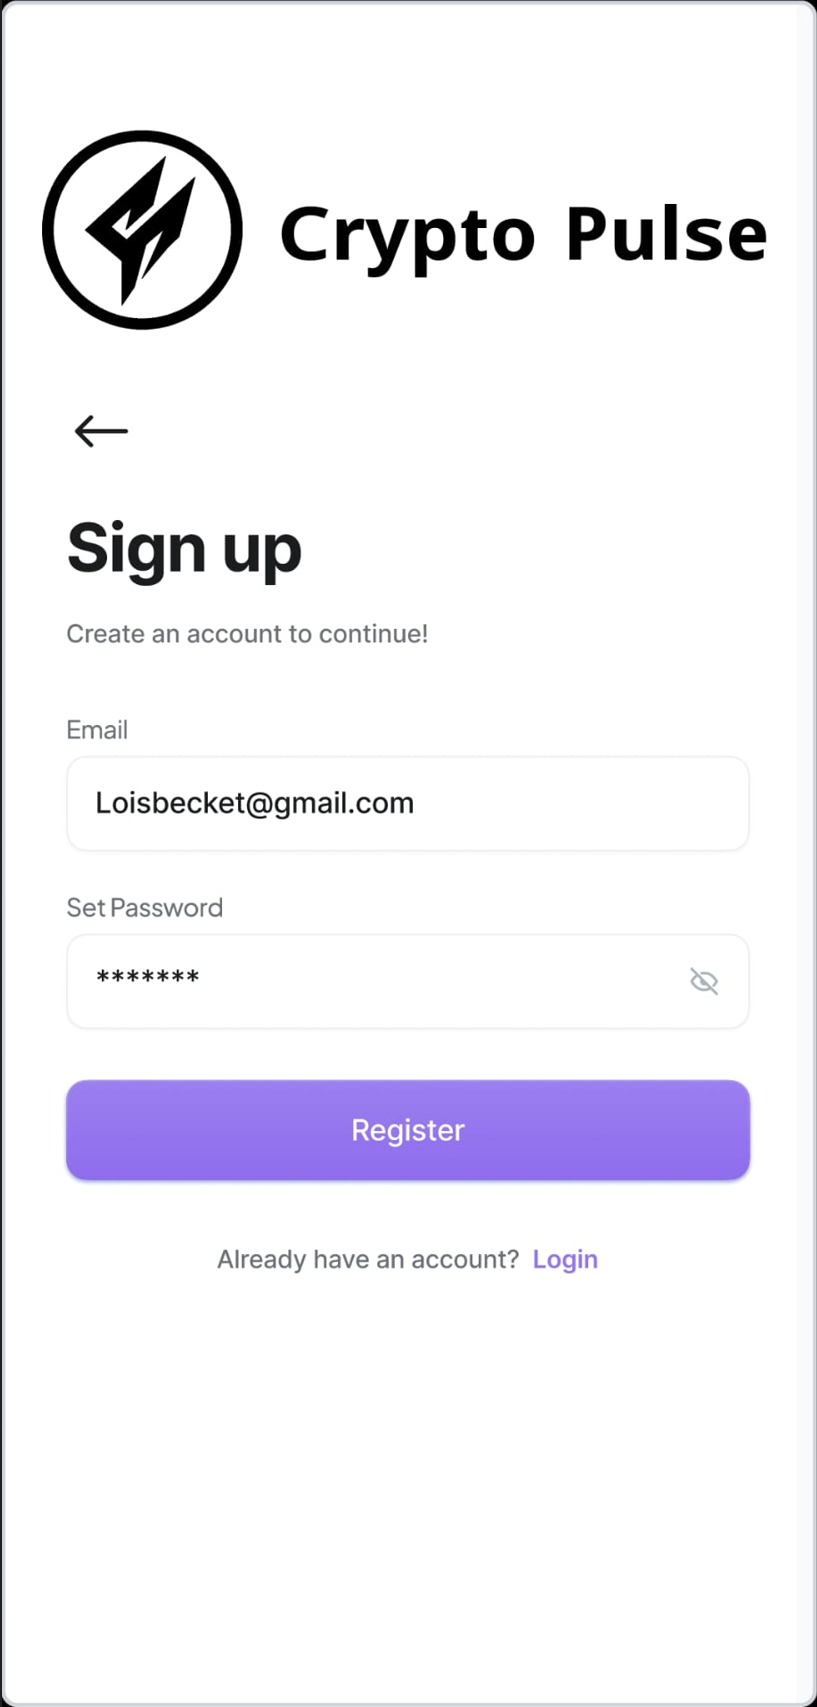 Crypto Pulse
Sign up
Create an account to continue!
Email
Loisbecket@gmail.com
Set Password
*******
Register
Already have an account? Login